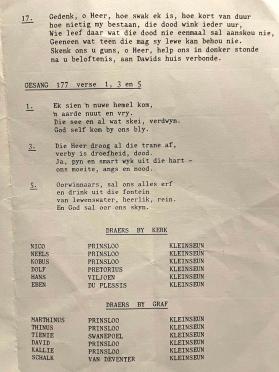 17. Gedenk, o Heer, hoe swak ek is, hoe kort van duur
hoe nietig my bestaan, die dood wink ieder uur,
Wie leef daar wat die dood nie eenmaal sal aanskou nie,
Geeneen wat teen die mag sy lewe kan behou nie.
Skenk ons u guns, o Heer, help ons in donker stonde
na u beloftenis, aan Davids huis verbonde.
GESANG 177 verse 1, 3 en 5
1. Ek sien 'n nuwe hemel kom,
'n aarde nuut en vry.
Die see en al wat skei, verdwyn.
God self kom by ons bly.
3. Die Heer droog al die trane af,
verby is droefheid, dood.
Ja, pyn en smart wyk uit die hart -
ons moeite, angs en nood.
5. Oorwinnaars, sal ons alles erf
en drink uit die fontein
van lewenswater, heerlik, rein.
En God sal oor ons skyn.
DRAERS BY KERK
NICO PRINSLOO KLEINSEUN
NEELS PRINSLOO KLEINSEUN
KOBUS PRINSLOO KLEINSEUN
DOLF PRETORIUS KLEINSEUN
HANS VILJOEN KLEINSEUN
EBEN DU PLESSIS KLEINSEUN
DRAERS BY GRAF
MARTHINUS PRINSLOO KLEINSEUN
THINUS PRINSLOO KLEINSEUN
TIENIE SWANEPOEL KLEINSEUN
DAVID PRINSLOO KLEINSEUN
KALLIE PRINSLOO KLEINSEUN
SCHALK VAN DEVENTER KLEINSEUN